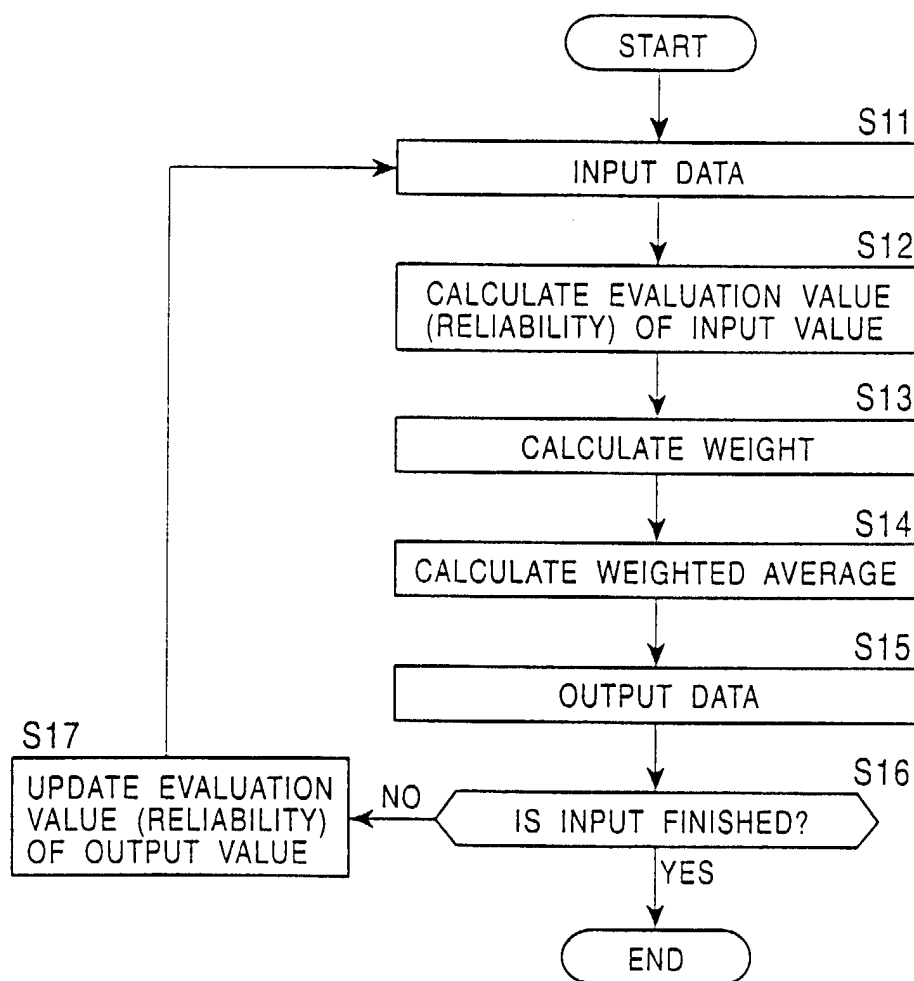 START
S11
INPUT DATA
S12
CALCULATE EVALUATION VALUE
(RELIABILITY) OF INPUT VALUE
S13
CALCULATE WEIGHT
S14
CALCULATE WEIGHTED AVERAGE
S15
OUTPUT DATA
S16
IS INPUT FINISHED?
NO
S17
UPDATE EVALUATION
VALUE (RELIABILITY)
OF OUTPUT VALUE
YES
END